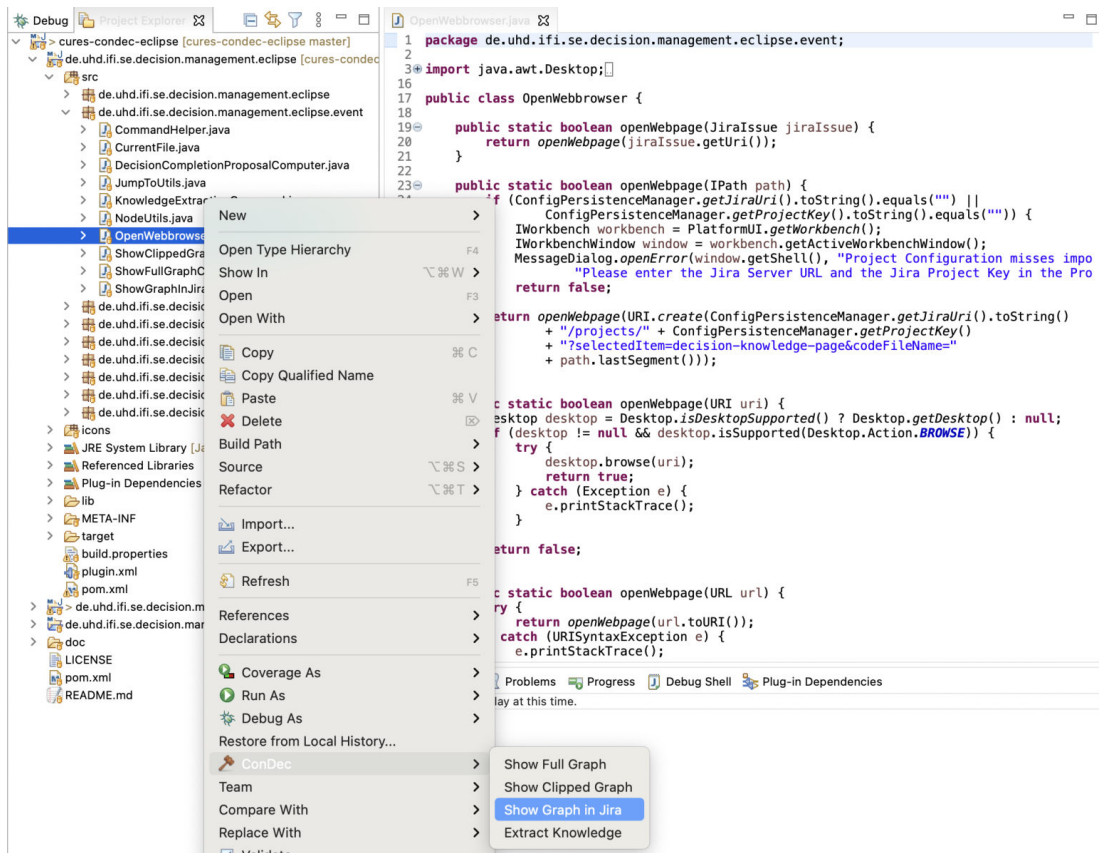 Debug
Project Explorer
> cures-condec-eclipse [cures-condec-eclipse master]
de.uhd.ifi.se.decision.management.eclipse [cures-condec
src
de.uhd.ifi.se.decision.management.eclipse
de.uhd.ifi.se.decision.management.eclipse.event
CommandHelper.java
CurrentFile.java
DecisionCompletionProposalComputer.java
JumpToUtils.java
NodeUtils.java
OpenWebbrowse
ShowClippedGra
ShowFullGraphC
ShowGraphInJira
de.uhd.ifi.se.decisio
de.uhd.ifi.se.decisio
de.uhd.ifi.se.decisio
de.uhd.ifi.se.decisio
de.uhd.ifi.se.decisio
de.uhd.ifi.se.decisio
de.uhd.ifi.se.decisio
icons
JRE System Library [Ja
Referenced Libraries
Plug-in Dependencies
lib
META-INF
target
build.properties
plugin.xml
pom.xml
> de.uhd.ifi.se.decision.m
de.uhd.ifi.se.decision.mar
doc
LICENSE
pom.xml
README.md
New
Open Type Hierarchy F4
Show In ⌥⌘W
Open F3
Open With
Copy ⌘C
Copy Qualified Name
Paste ⌘V
Delete ⌦
Build Path
Source ⌥⌘S
Refactor ⌥⌘T
Import...
Export...
Refresh F5
References
Declarations
Coverage As
Run As
Debug As
Restore from Local History...
ConDec
Team
Compare With
Replace With
Validate
Show Full Graph
Show Clipped Graph
Show Graph in Jira
Extract Knowledge
OpenWebbrowser.java
1 package de.uhd.ifi.se.decision.management.eclipse.event;
2
3 import java.awt.Desktop;
16
17 public class OpenWebbrowser {
18
19 public static boolean openWebpage(JiraIssue jiraIssue) {
20 return openWebpage(jiraIssue.getUri());
21 }
22
23 public static boolean openWebpage(IPath path) {
f (ConfigPersistenceManager.getJiraUri().toString().equals("") ||
ConfigPersistenceManager.getProjectKey().toString().equals("")) {
IWorkbench workbench = PlatformUI.getWorkbench();
IWorkbenchWindow window = workbench.getActiveWorkbenchWindow();
MessageDialog.openError(window.getShell(), "Project Configuration misses impo
"Please enter the Jira Server URL and the Jira Project Key in the Pro
return false;
eturn openWebpage(URI.create(ConfigPersistenceManager.getJiraUri().toString()
+ "/projects/" + ConfigPersistenceManager.getProjectKey()
+ "?selectedItem=decision-knowledge-page&codeFileName="
+ path.lastSegment()));
c static boolean openWebpage(URI uri) {
esktop desktop = Desktop.isDesktopSupported() ? Desktop.getDesktop() : null;
f (desktop != null && desktop.isSupported(Desktop.Action.BROWSE)) {
try {
desktop.browse(uri);
return true;
} catch (Exception e) {
e.printStackTrace();
}
eturn false;
c static boolean openWebpage(URL url) {
ry {
return openWebpage(url.toURI());
catch (URISyntaxException e) {
e.printStackTrace();
Problems Progress Debug Shell Plug-in Dependencies
lay at this time.